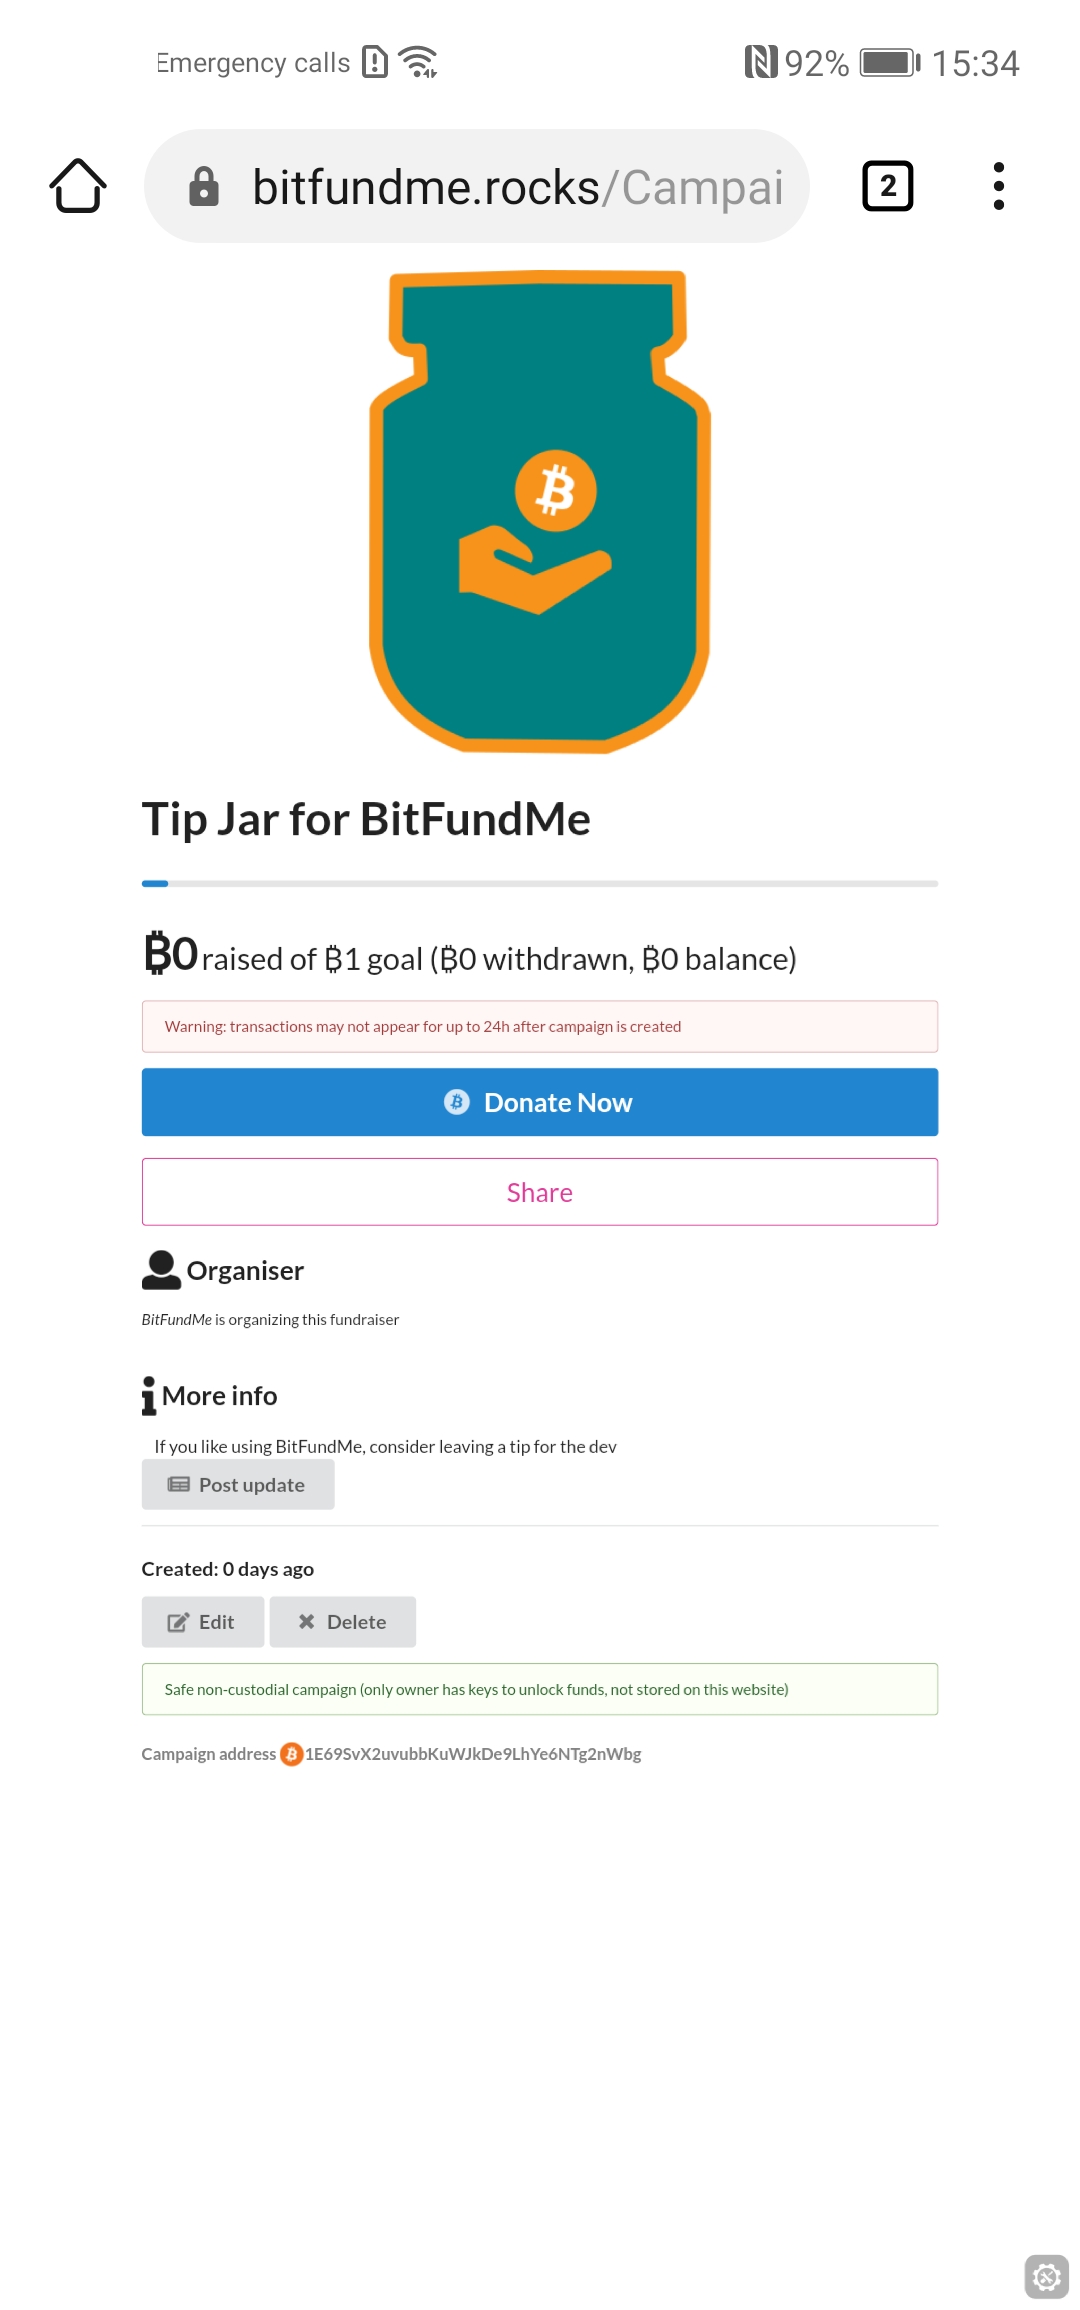 Emergency calls 92% 15:34
bitfundme.rocks/Campai 2
Tip Jar for BitFundMe
₿0 raised of ₿1 goal (₿0 withdrawn, ₿0 balance)
Warning: transactions may not appear for up to 24h after campaign is created
Donate Now
Share
Organiser
BitFundMe is organizing this fundraiser
More info
If you like using BitFundMe, consider leaving a tip for the dev
Post update
Created: 0 days ago
Edit Delete
Safe non-custodial campaign (only owner has keys to unlock funds, not stored on this website)
Campaign address 1E69SvX2uvubbKuWJkDe9LhYe6NTg2nWbg